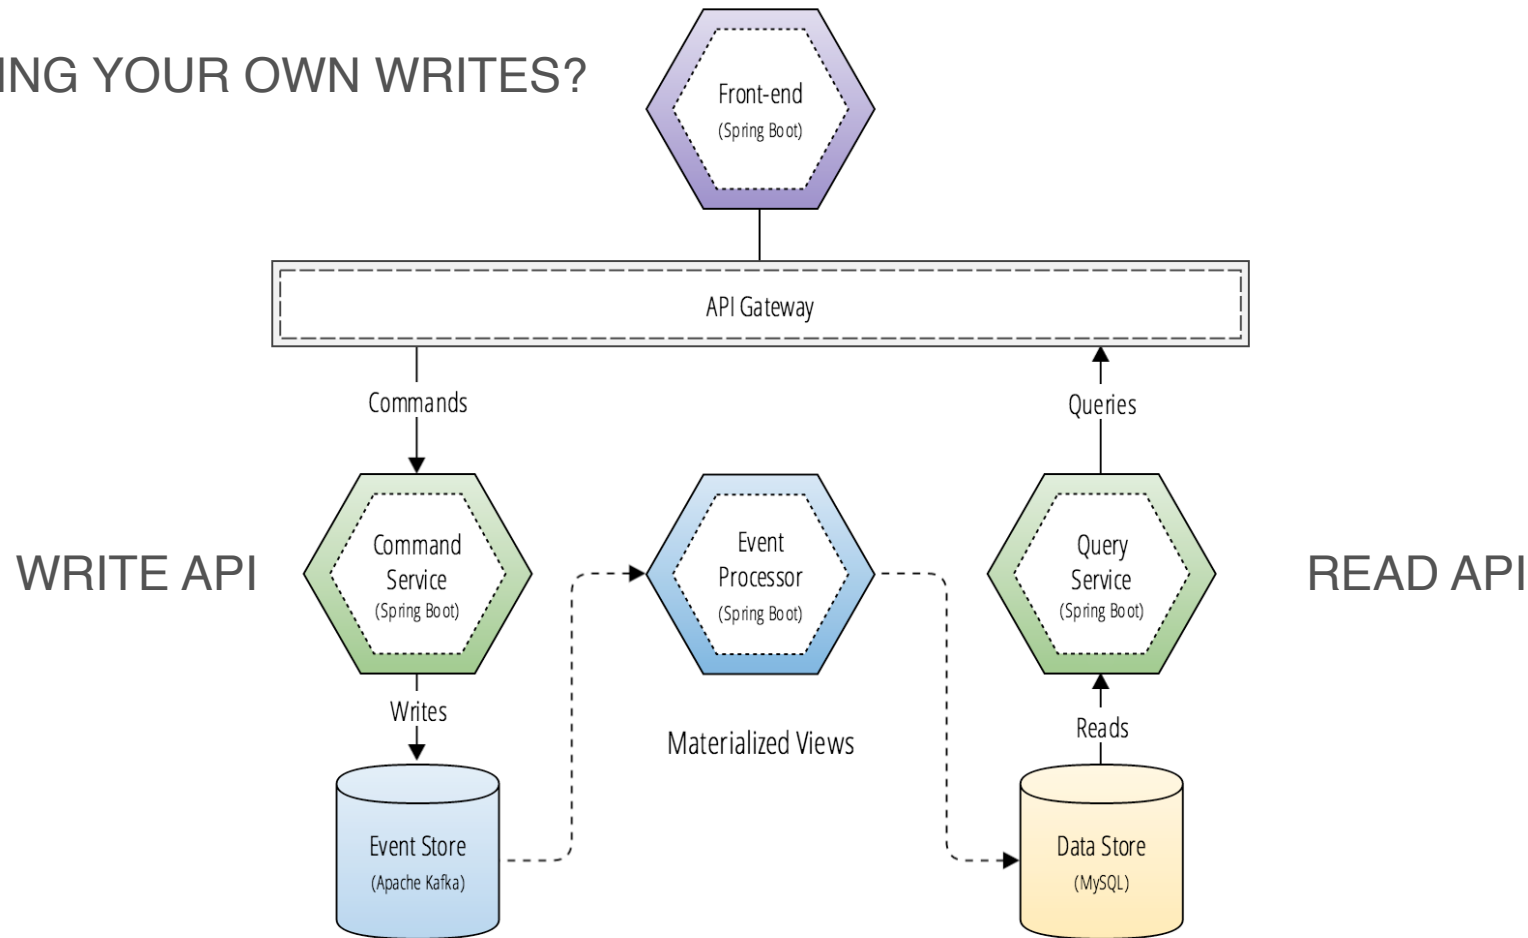 ING YOUR OWN WRITES?
Front-end
(Spring Boot)
API Gateway
Commands
Queries
WRITE API
Command
Service
(Spring Boot)
Event
Processor
(Spring Boot)
Query
Service
(Spring Boot)
READ API
Writes
Materialized Views
Reads
Event Store
(Apache Kafka)
Data Store
(MySQL)